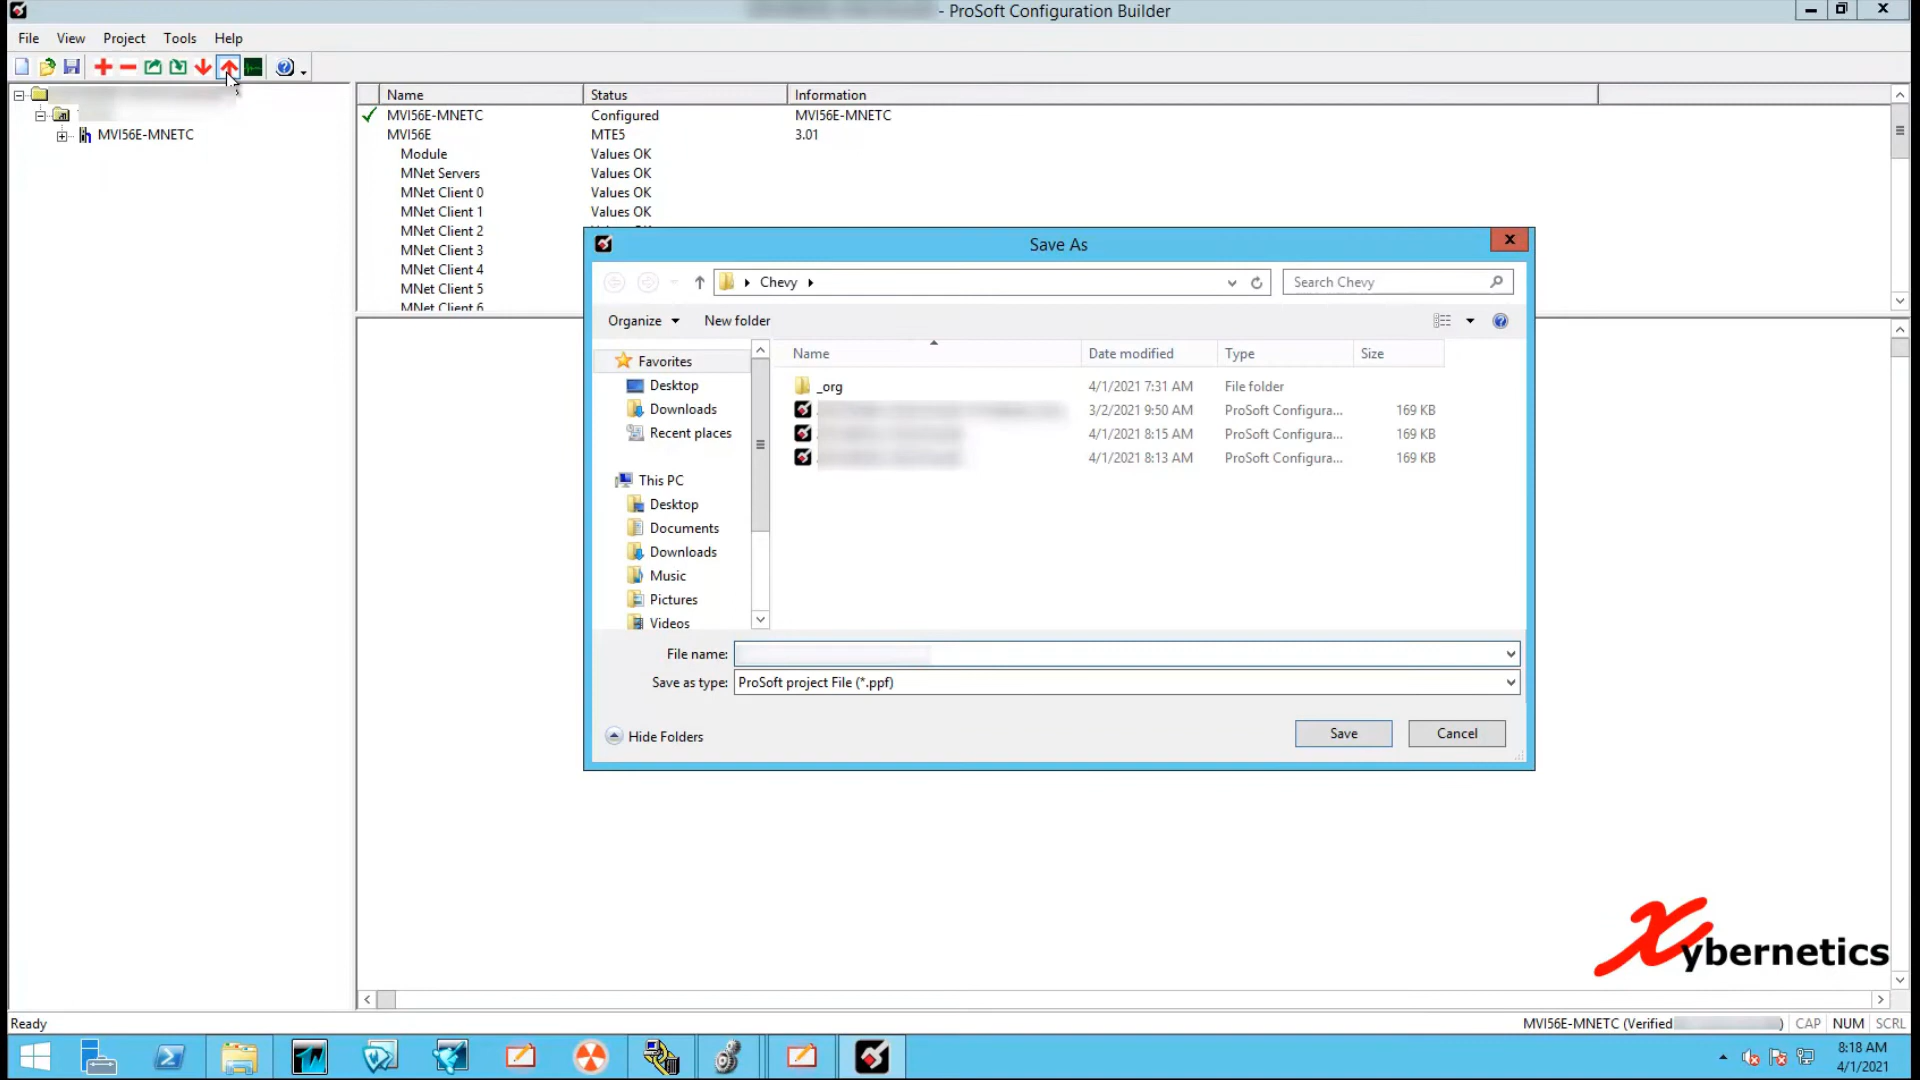 - ProSoft Configuration Builder
File View Project Tools Help
MVI56E-MNETC
Name Status Information
MVI56E-MNETC Configured MVI56E-MNETC
MVI56E MTE5 3.01
Module Values OK
MNet Servers Values OK
MNet Client 0 Values OK
MNet Client 1 Values OK
MNet Client 2
MNet Client 3
MNet Client 4
MNet Client 5
MNet Client 6
Save As
Chevy
Search Chevy
Organize New folder
Name Date modified Type Size
Favorites
Desktop
Downloads
Recent places
This PC
Desktop
Documents
Downloads
Music
Pictures
Videos
_org 4/1/2021 7:31 AM File folder
3/2/2021 9:50 AM ProSoft Configura... 169 KB
4/1/2021 8:15 AM ProSoft Configura... 169 KB
4/1/2021 8:13 AM ProSoft Configura... 169 KB
File name:
Save as type: ProSoft project File (*.ppf)
Hide Folders Save Cancel
Xybernetics
Ready MVI56E-MNETC (Verified ) CAP NUM SCRL
8:18 AM
4/1/2021